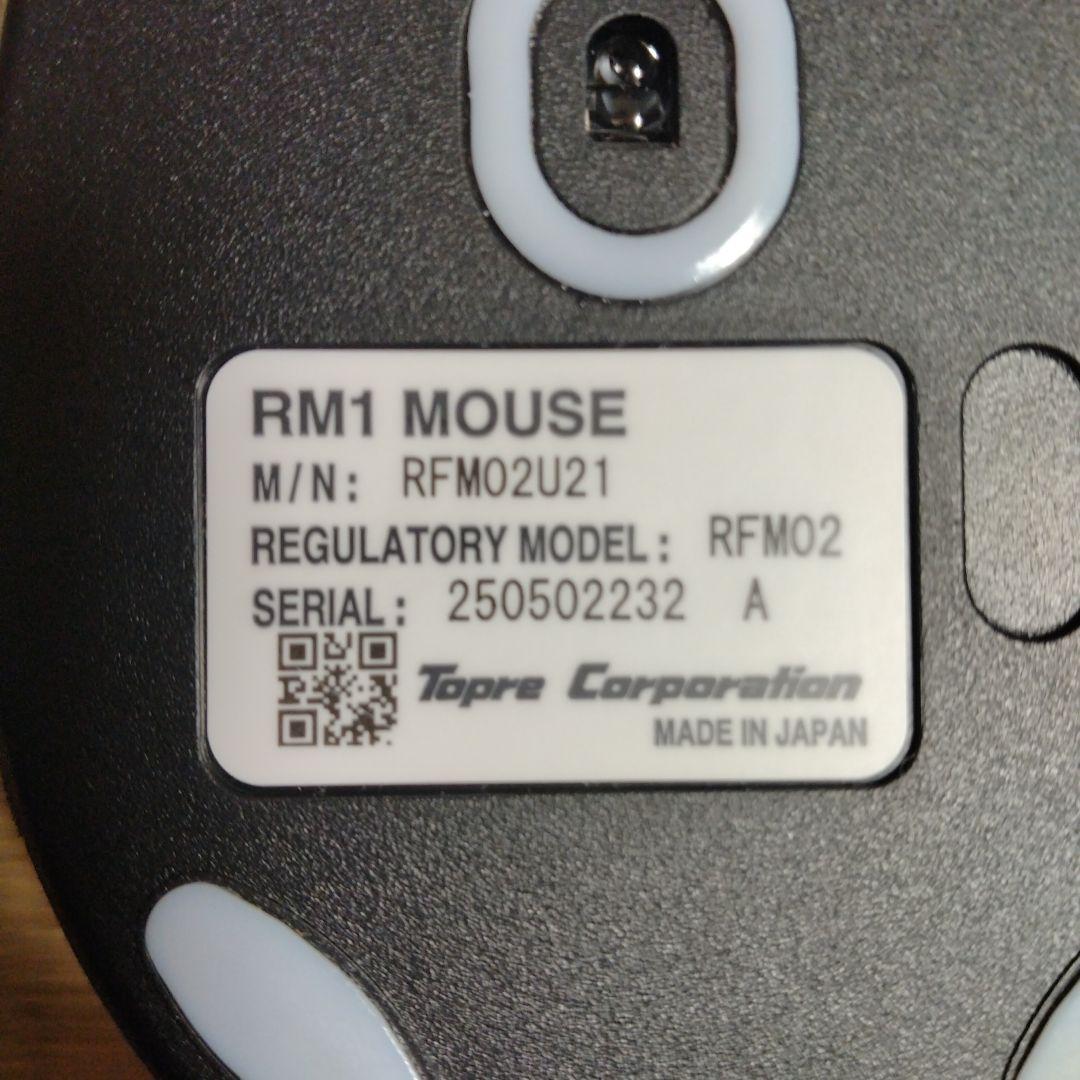 RM1 MOUSE
M/N: RFM02U21
REGULATORY MODEL: RFM02
SERIAL: 250502232 A
Topre Corporation
MADE IN JAPAN